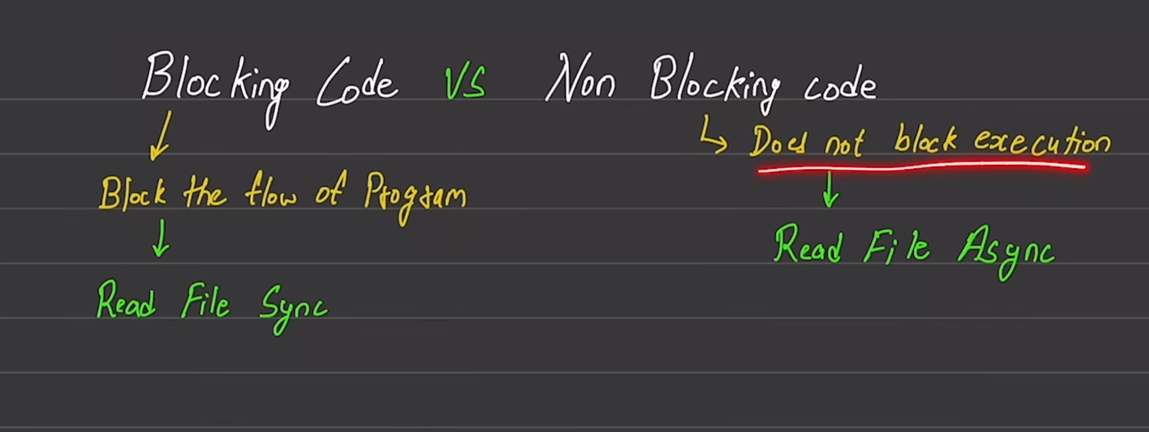 Blocking Code VS Non Blocking code
Does not block execution
Block the flow of Program
Read File Async
Read File Sync